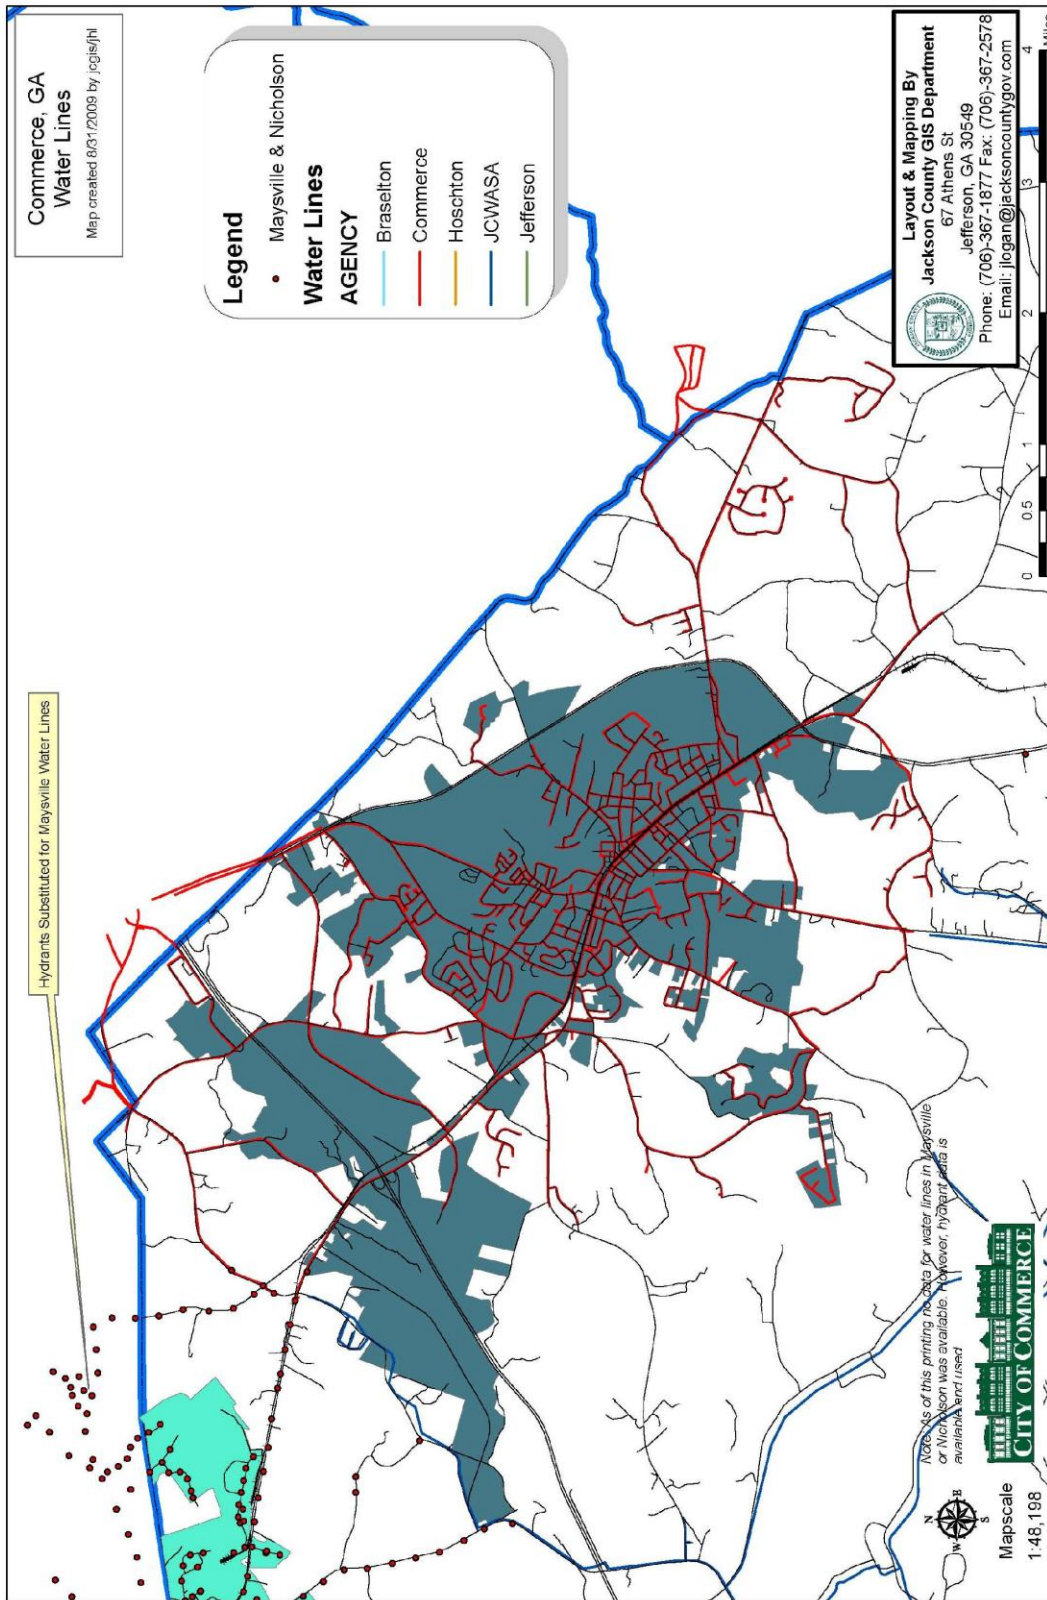 Commerce, GA
Water Lines
Map created 8/31/2009 by jcgis/jhl
Legend
Maysville & Nicholson
Water Lines
AGENCY
Braselton
Commerce
Hoschton
JCWASA
Jefferson
Hydrants Substituted for Maysville Water Lines
Note: As of this printing no data for water lines in Maysville
or Nicholson was available. However, hydrant data is
available and used
N
E
S
W
Mapscale
1:48,198
CITY OF COMMERCE
0 0.5 1 2 3 4
Miles
Layout & Mapping By
Jackson County GIS Department
67 Athens St
Jefferson, GA 30549
Phone: (706)-367-1877 Fax: (706)-367-2578
Email: jlogan@jacksoncountygov.com